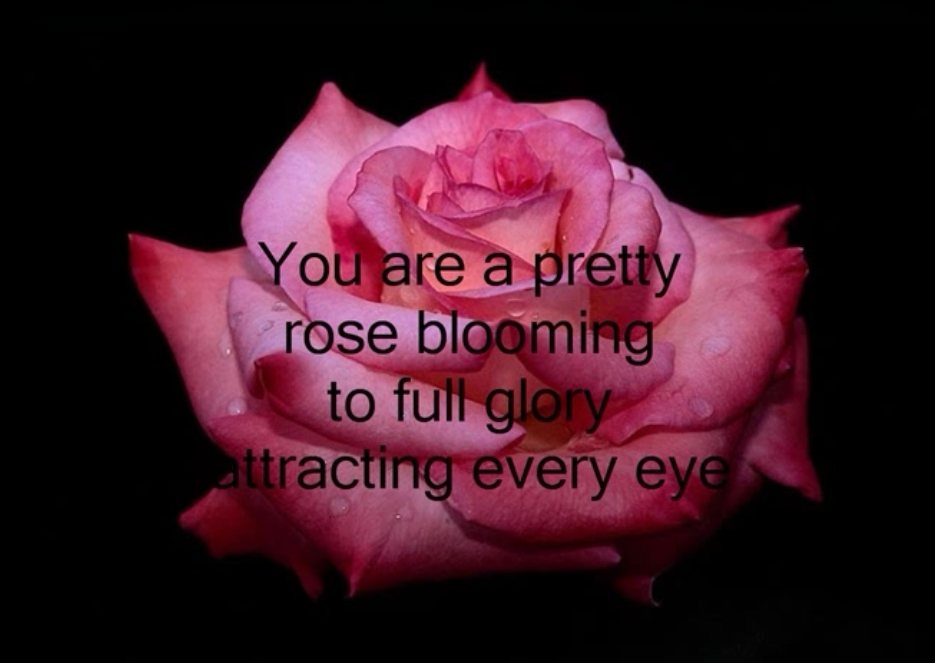 You are a pretty
rose blooming
to full glory
attracting every eye